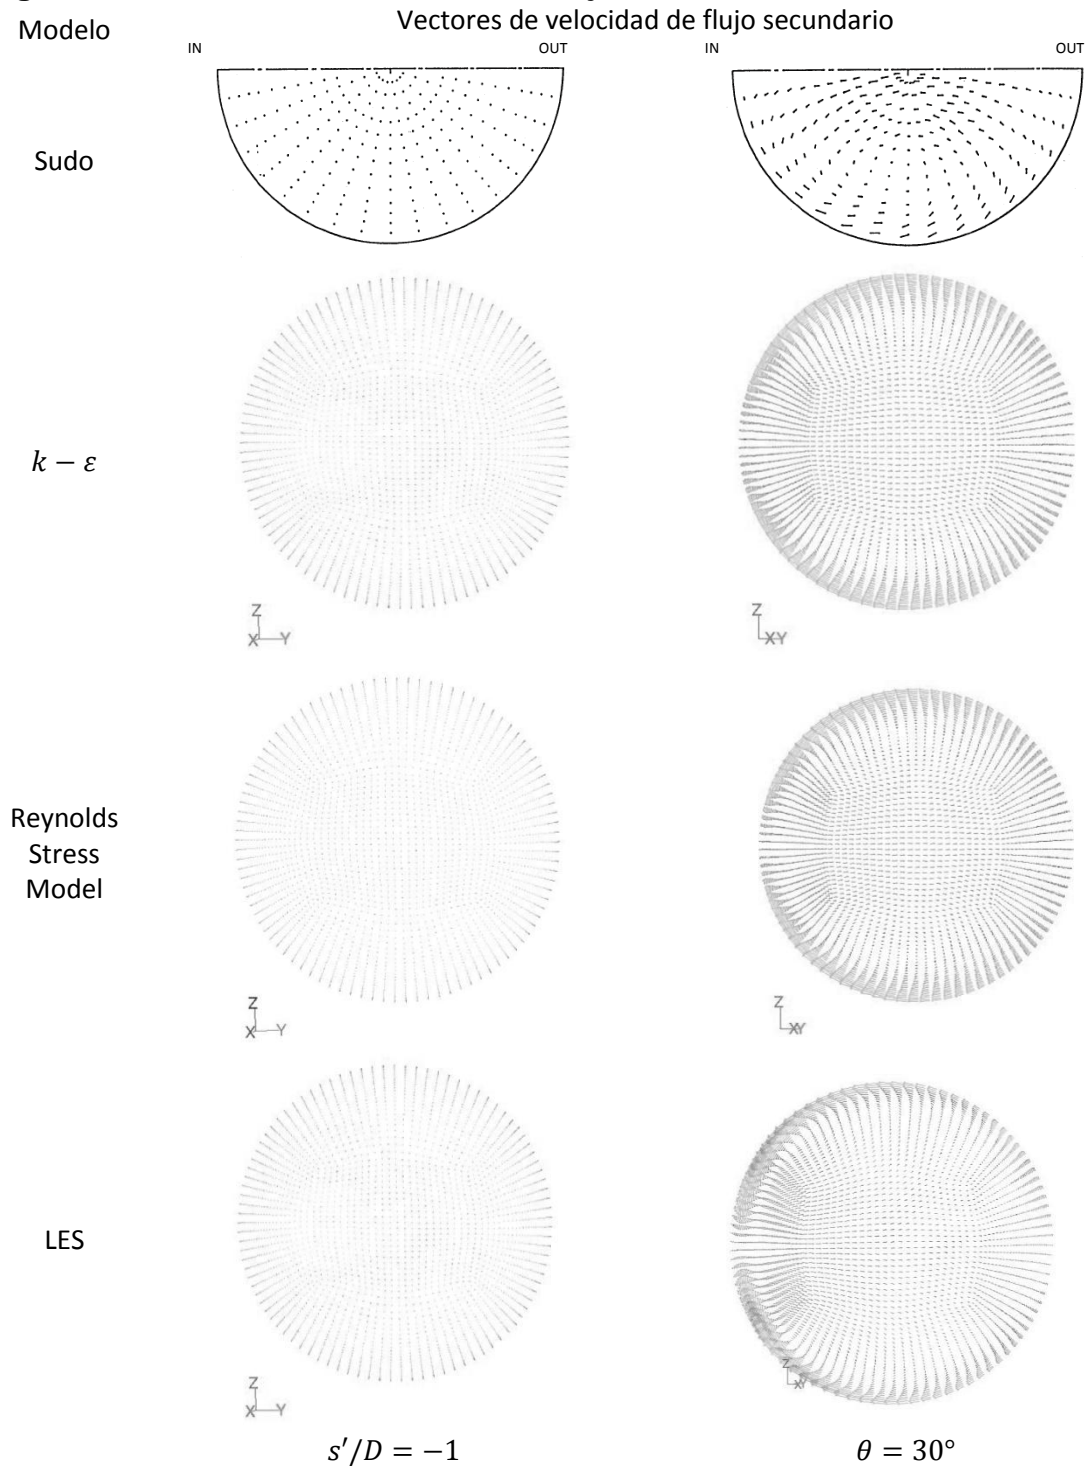 Modelo
Vectores de velocidad de flujo secundario
IN OUT IN OUT
Sudo
k − ε
Z
X Y
Z
XY
Reynolds
Stress
Model
Z
X Y
Z
XY
LES
Z
X Y
Z
XY
s′/D = −1
θ = 30°